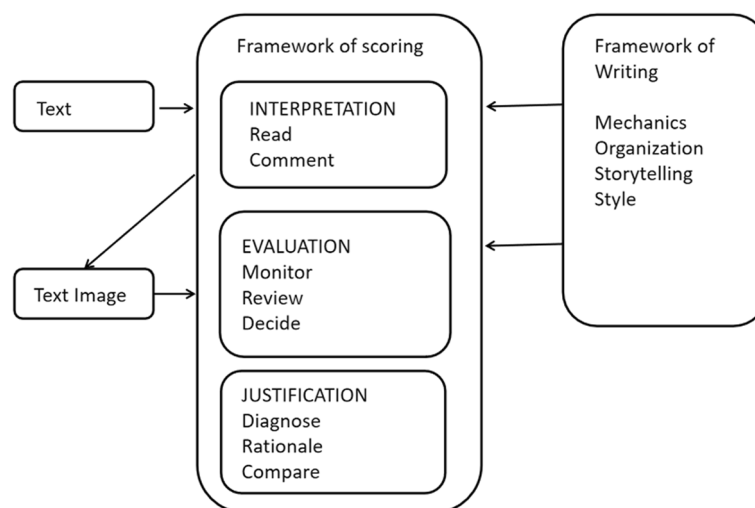 Framework of scoring
Text
INTERPRETATION
Read
Comment
Text Image
EVALUATION
Monitor
Review
Decide
JUSTIFICATION
Diagnose
Rationale
Compare
Framework of
Writing
Mechanics
Organization
Storytelling
Style